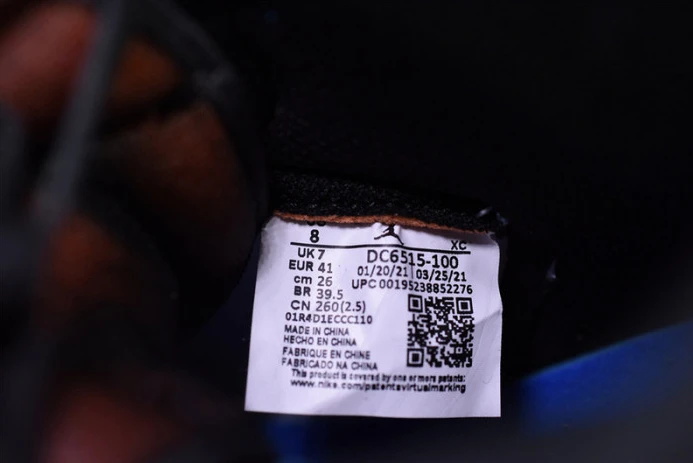 8
XC
UK 7
DC6515-100
EUR 41
01/20/21 03/25/21
cm 26
UPC 00195238852276
BR 39.5
CN 260(2.5)
01R4D1ECCC110
MADE IN CHINA
HECHO EN CHINA
FABRIQUE EN CHINE
FABRICADO NA CHINA
This product is covered by one or more patents:
www.nike.com/patentsvirtualmarking